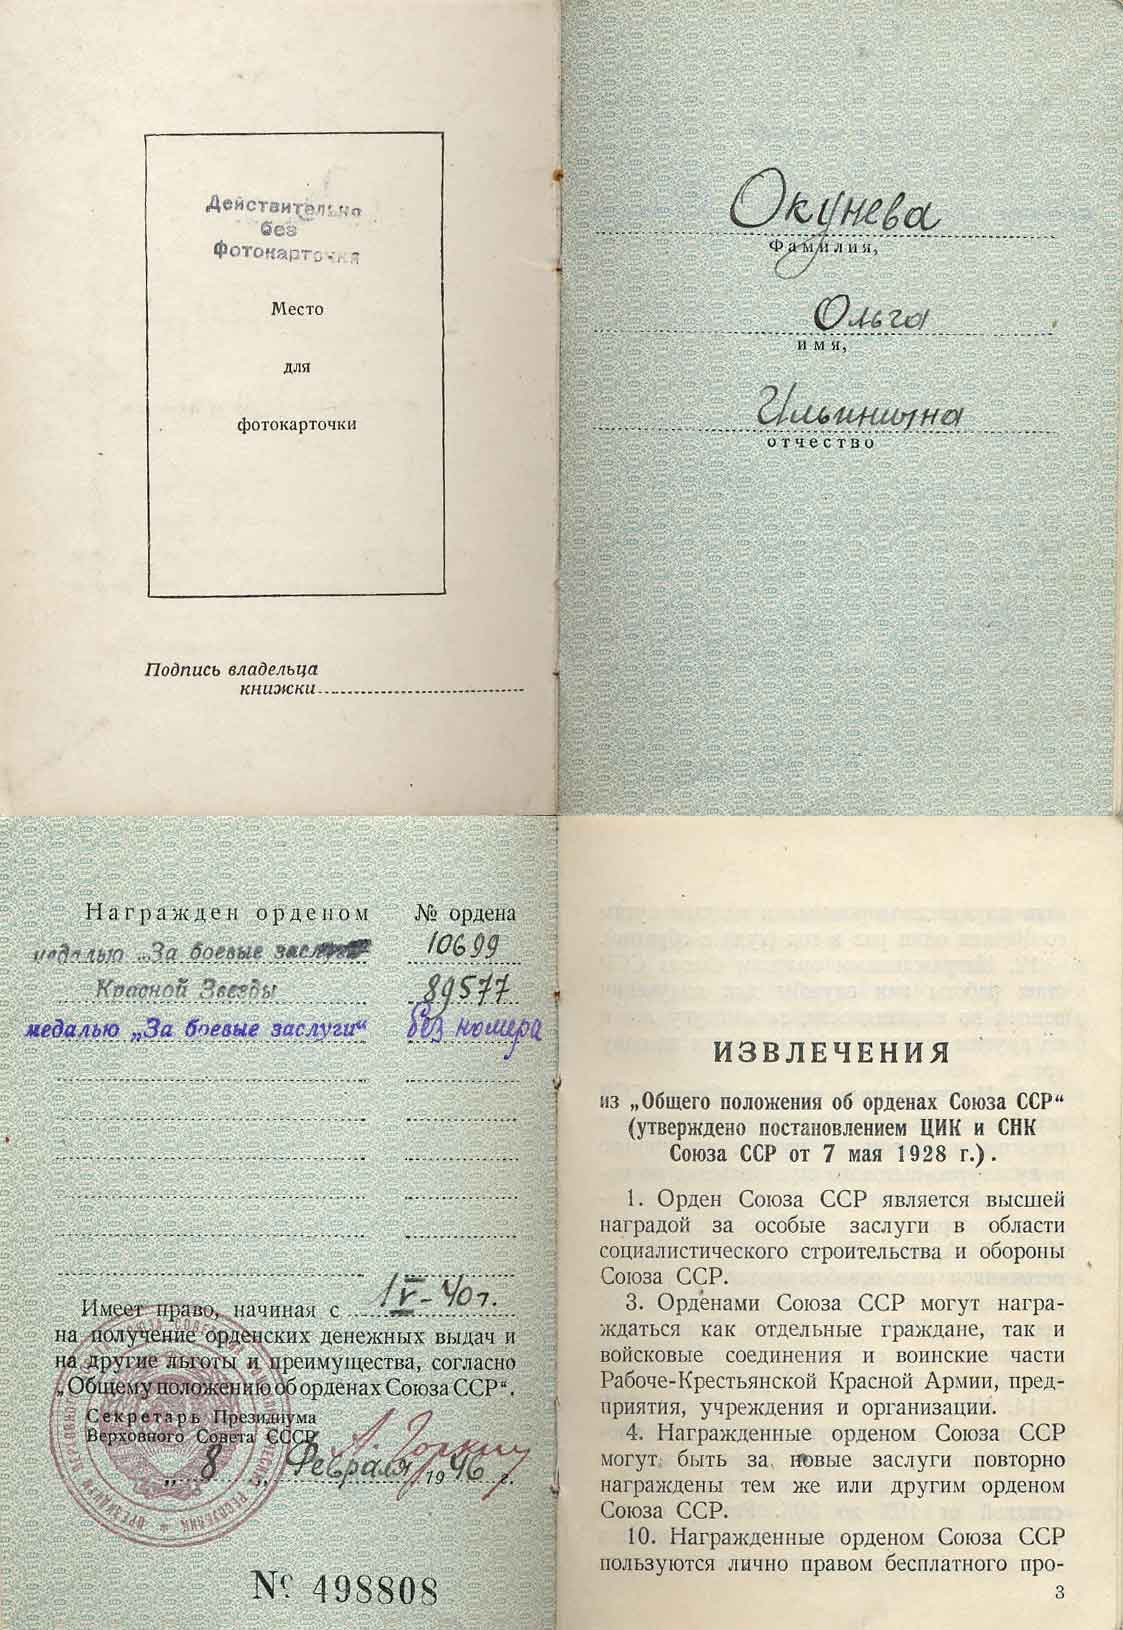 Действительно
без
фотокарточки
Место
для
фотокарточки
Подпись владельца
книжки
Окунева
Фамилия,
Ольга
имя,
Ильинична
отчество
Награжден орденом № ордена
медалью „За боевые заслуги 10699
Красной Звезды 89577
медалью „За боевые заслуги“ без номера
Имеет право, начиная с 1 V-40 г.
на получение орденских денежных выдач и
на другие льготы и преимущества, согласно
„Общему положению об орденах Союза ССР“.
Секретарь Президиума
Верховного Совета СССР А. Горкин
„ 8 „ Февраля 1946 г.
№ 498808
ИЗВЛЕЧЕНИЯ
из „Общего положения об орденах Союза ССР“
(утверждено постановлением ЦИК и СНК
Союза ССР от 7 мая 1928 г.).
1. Орден Союза ССР является высшей
наградой за особые заслуги в области
социалистического строительства и обороны
Союза ССР.
3. Орденами Союза ССР могут награ-
ждаться как отдельные граждане, так и
войсковые соединения и воинские части
Рабоче-Крестьянской Красной Армии, пред-
приятия, учреждения и организации.
4. Награжденные орденом Союза ССР
могут быть за новые заслуги повторно
награждены тем же или другим орденом
Союза ССР.
10. Награжденные орденом Союза ССР
пользуются лично правом бесплатного про-
3